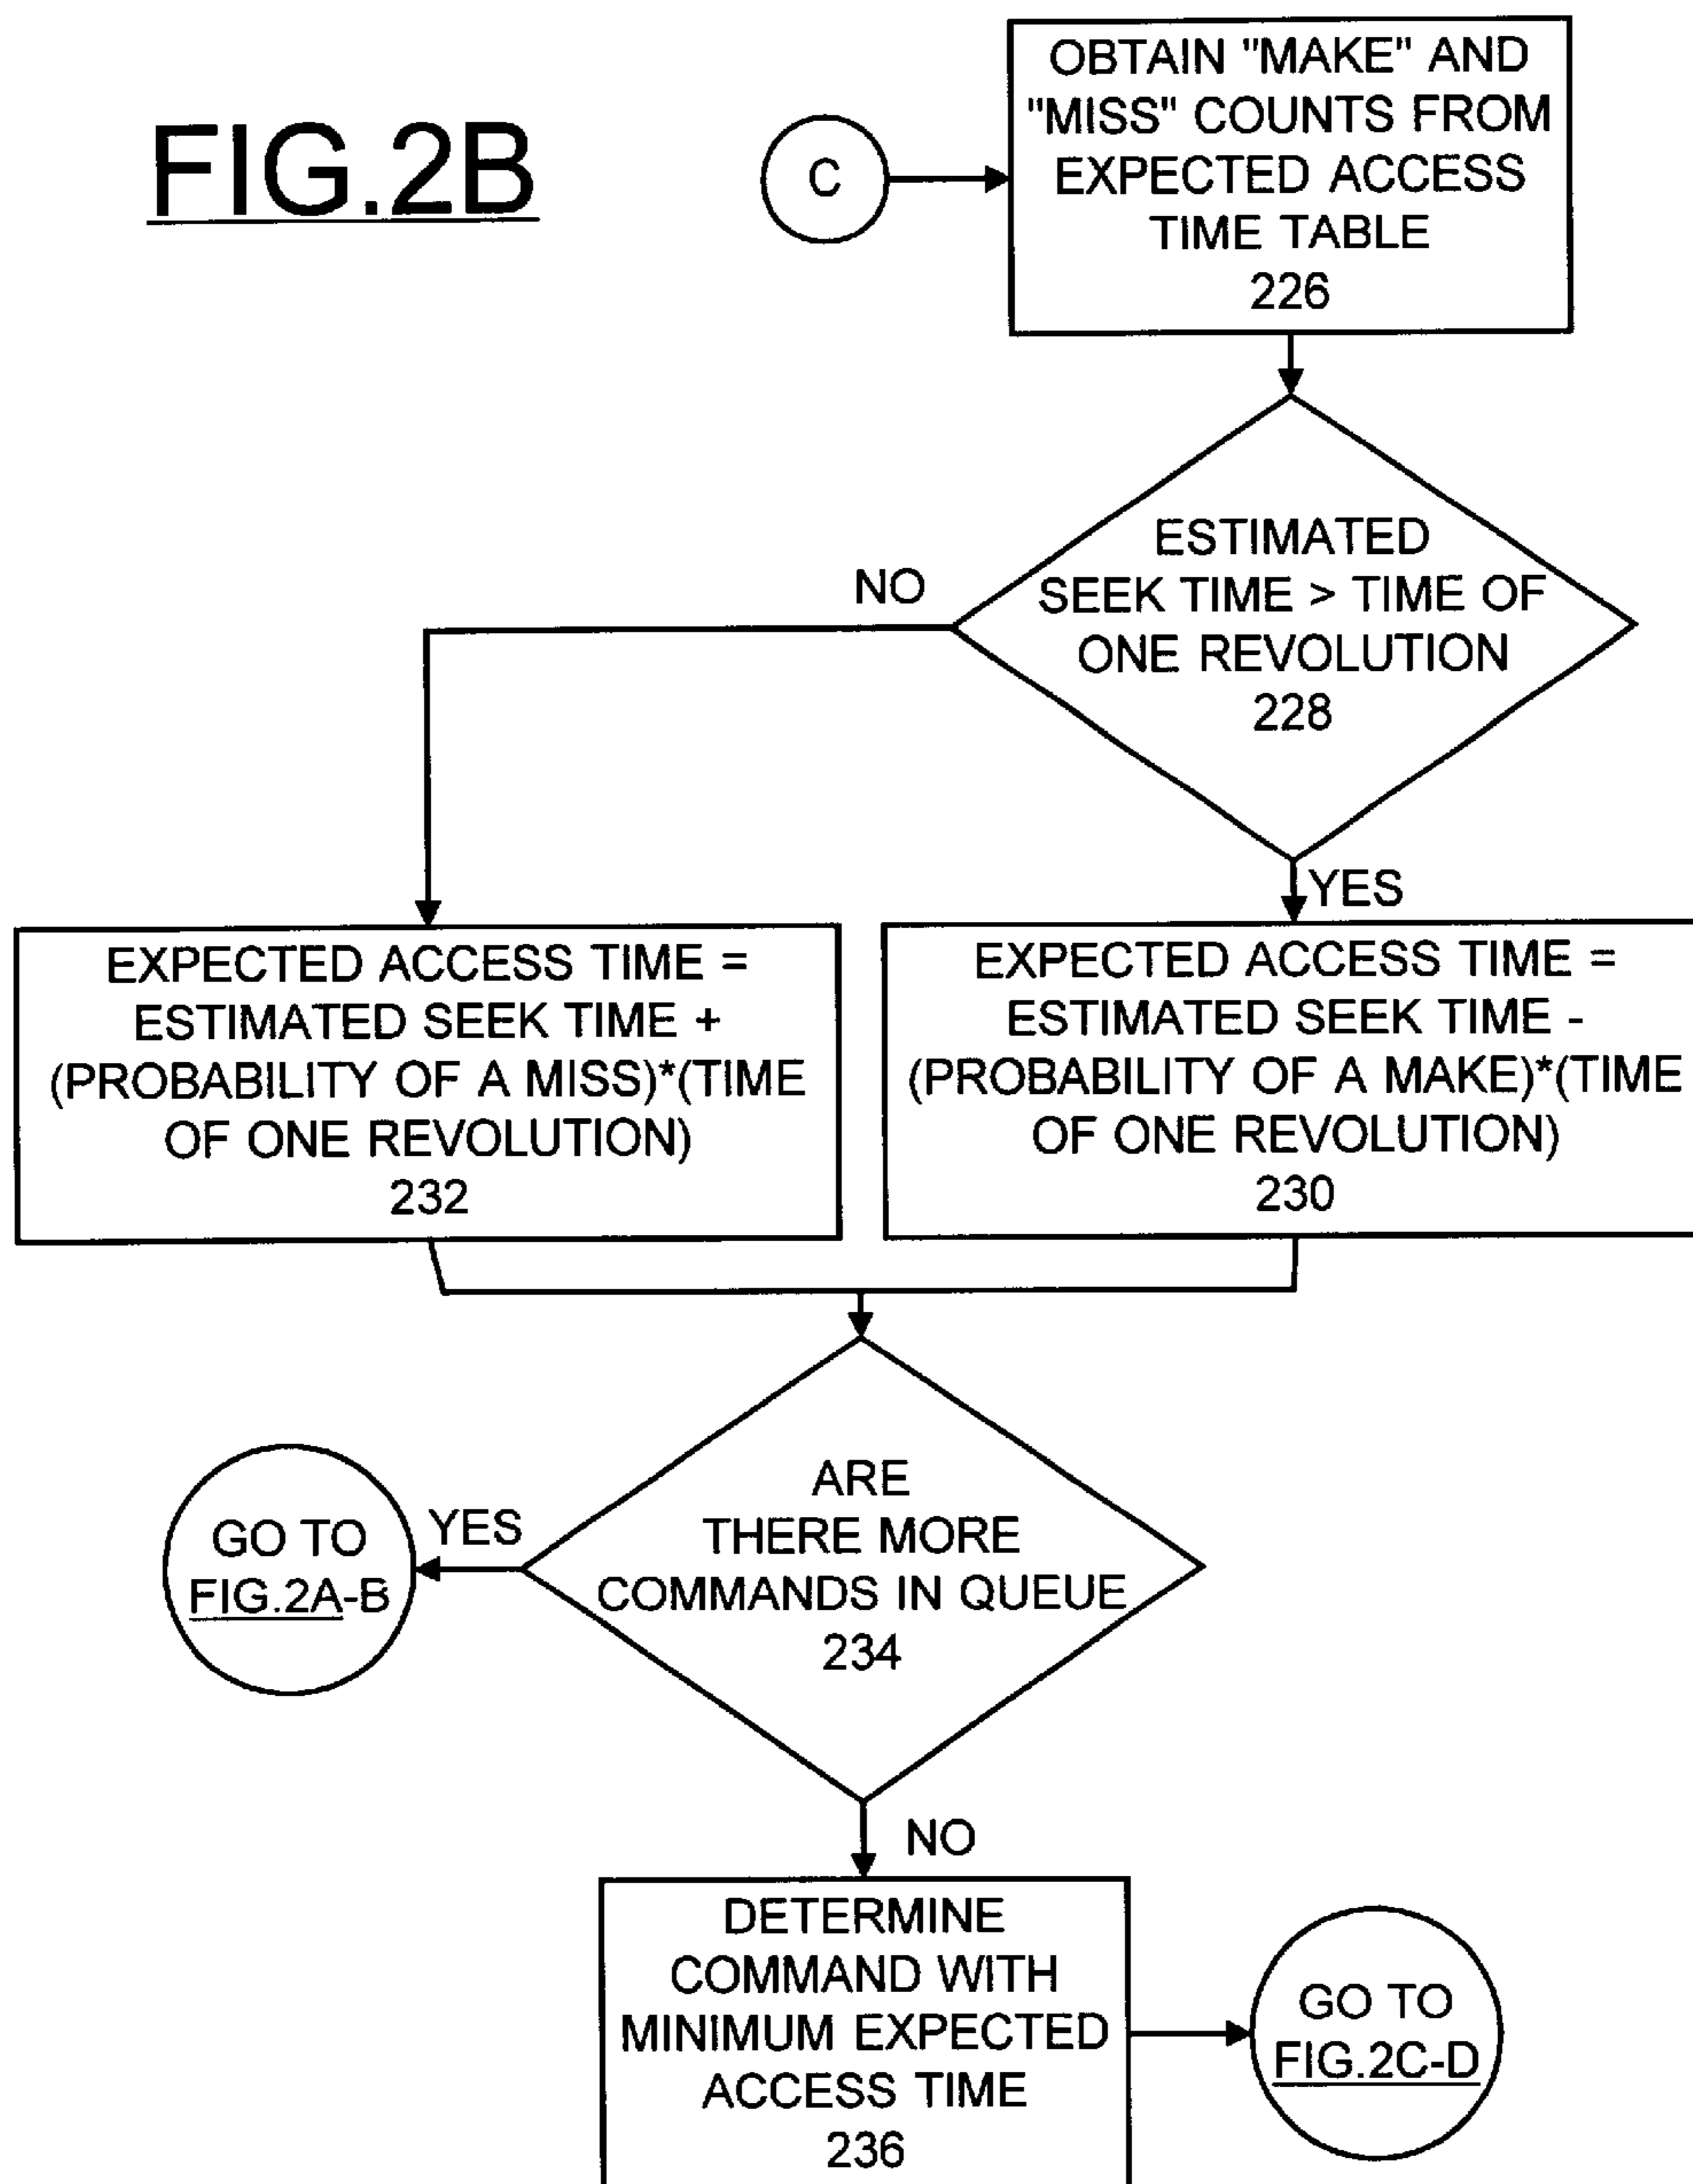 FIG.2B
C
OBTAIN "MAKE" AND
"MISS" COUNTS FROM
EXPECTED ACCESS
TIME TABLE
226
ESTIMATED
SEEK TIME > TIME OF
ONE REVOLUTION
228
NO
YES
EXPECTED ACCESS TIME =
ESTIMATED SEEK TIME +
(PROBABILITY OF A MISS)*(TIME
OF ONE REVOLUTION)
232
EXPECTED ACCESS TIME =
ESTIMATED SEEK TIME -
(PROBABILITY OF A MAKE)*(TIME
OF ONE REVOLUTION)
230
ARE
THERE MORE
COMMANDS IN QUEUE
234
YES
GO TO
FIG.2A-B
NO
DETERMINE
COMMAND WITH
MINIMUM EXPECTED
ACCESS TIME
236
GO TO
FIG.2C-D